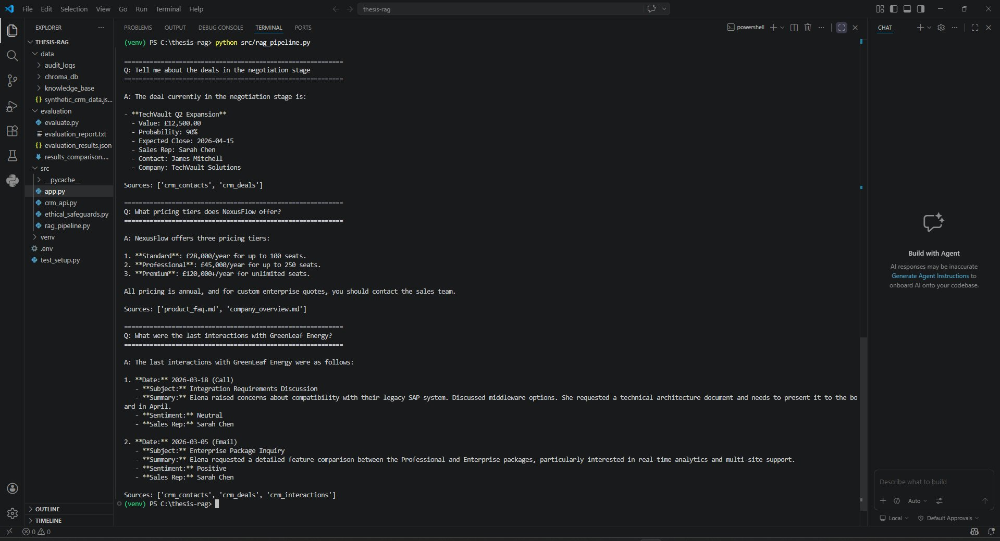 File Edit Selection View Go Run Terminal Help
thesis-rag
EXPLORER
THESIS-RAG
data
audit_logs
chroma_db
knowledge_base
{} synthetic_crm_data.js...
evaluation
evaluate.py
evaluation_report.txt
{} evaluation_results.json
results_comparison....
src
__pycache__
app.py
crm_api.py
ethical_safeguards.py
rag_pipeline.py
venv
.env
test_setup.py
OUTLINE
TIMELINE
0 0
PROBLEMS OUTPUT DEBUG CONSOLE TERMINAL PORTS
powershell
(venv) PS C:\thesis-rag> python src/rag_pipeline.py
============================================================
Q: Tell me about the deals in the negotiation stage
============================================================
A: The deal currently in the negotiation stage is:
- **TechVault Q2 Expansion**
- Value: £12,500.00
- Probability: 90%
- Expected Close: 2026-04-15
- Sales Rep: Sarah Chen
- Contact: James Mitchell
- Company: TechVault Solutions
Sources: ['crm_contacts', 'crm_deals']
============================================================
Q: What pricing tiers does NexusFlow offer?
============================================================
A: NexusFlow offers three pricing tiers:
1. **Standard**: £28,000/year for up to 100 seats.
2. **Professional**: £45,000/year for up to 250 seats.
3. **Premium**: £120,000+/year for unlimited seats.
All pricing is annual, and for custom enterprise quotes, you should contact the sales team.
Sources: ['product_faq.md', 'company_overview.md']
============================================================
Q: What were the last interactions with GreenLeaf Energy?
============================================================
A: The last interactions with GreenLeaf Energy were as follows:
1. **Date:** 2026-03-18 (Call)
- **Subject:** Integration Requirements Discussion
- **Summary:** Elena raised concerns about compatibility with their legacy SAP system. Discussed middleware options. She requested a technical architecture document and needs to present it to the bo
ard in April.
- **Sentiment:** Neutral
- **Sales Rep:** Sarah Chen
2. **Date:** 2026-03-05 (Email)
- **Subject:** Enterprise Package Inquiry
- **Summary:** Elena requested a detailed feature comparison between the Professional and Enterprise packages, particularly interested in real-time analytics and multi-site support.
- **Sentiment:** Positive
- **Sales Rep:** Sarah Chen
Sources: ['crm_contacts', 'crm_deals', 'crm_interactions']
(venv) PS C:\thesis-rag>
CHAT
Build with Agent
AI responses may be inaccurate
Generate Agent Instructions to
onboard AI onto your codebase.
Describe what to build
Auto
Local Default Approvals